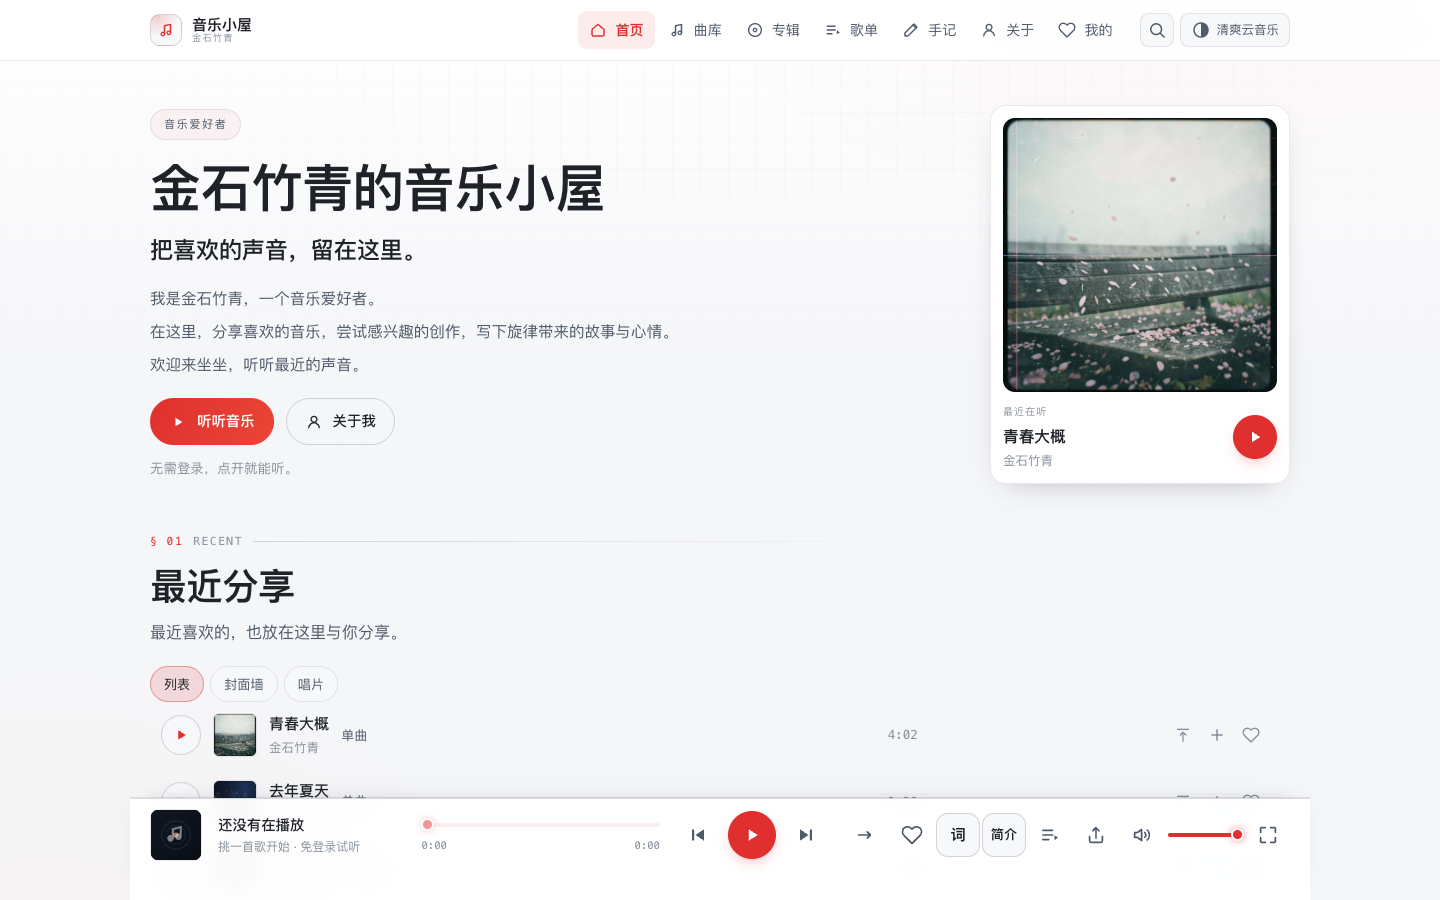 音乐小屋
金石竹青
首页
曲库
专辑
歌单
手记
关于
我的
清爽云音乐
音乐爱好者
金石竹青的音乐小屋
把喜欢的声音，留在这里。
我是金石竹青，一个音乐爱好者。
在这里，分享喜欢的音乐，尝试感兴趣的创作，写下旋律带来的故事与心情。
欢迎来坐坐，听听最近的声音。
听听音乐
关于我
无需登录，点开就能听。
最近在听
青春大概
金石竹青
§ 01 RECENT
最近分享
最近喜欢的，也放在这里与你分享。
列表
封面墙
唱片
青春大概
金石竹青
单曲
4:02
去年夏天
还没有在播放
挑一首歌开始 · 免登录试听
0:00
0:00
词
简介